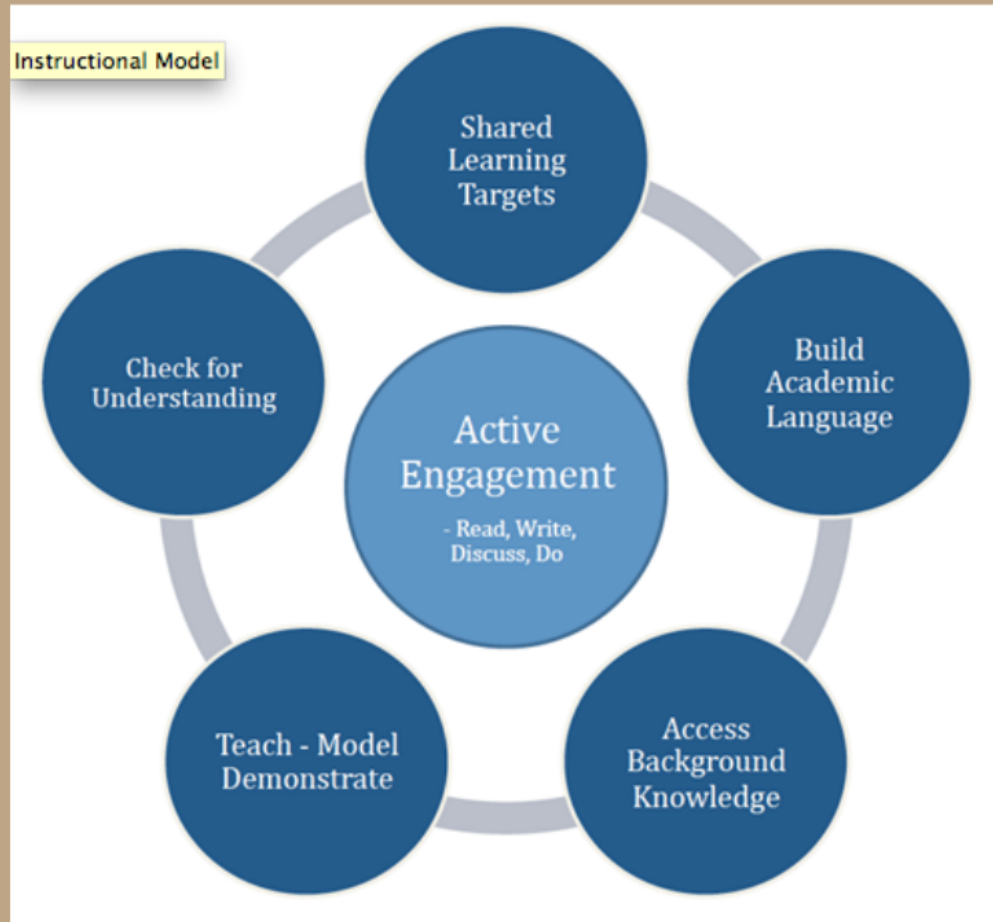 Instructional Model
Shared
Learning
Targets
Build
Academic
Language
Access
Background
Knowledge
Teach - Model
Demonstrate
Check for
Understanding
Active
Engagement
- Read, Write,
Discuss, Do